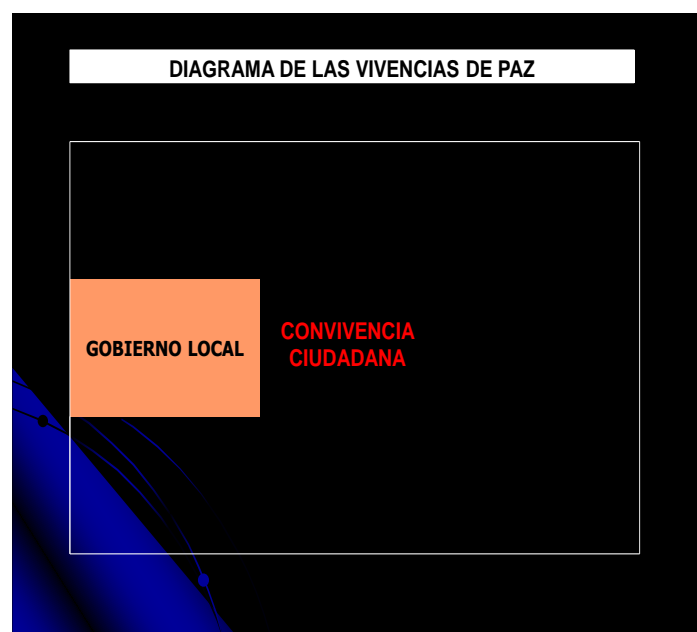 DIAGRAMA DE LAS VIVENCIAS DE PAZ
GOBIERNO LOCAL
CONVIVENCIA
CIUDADANA